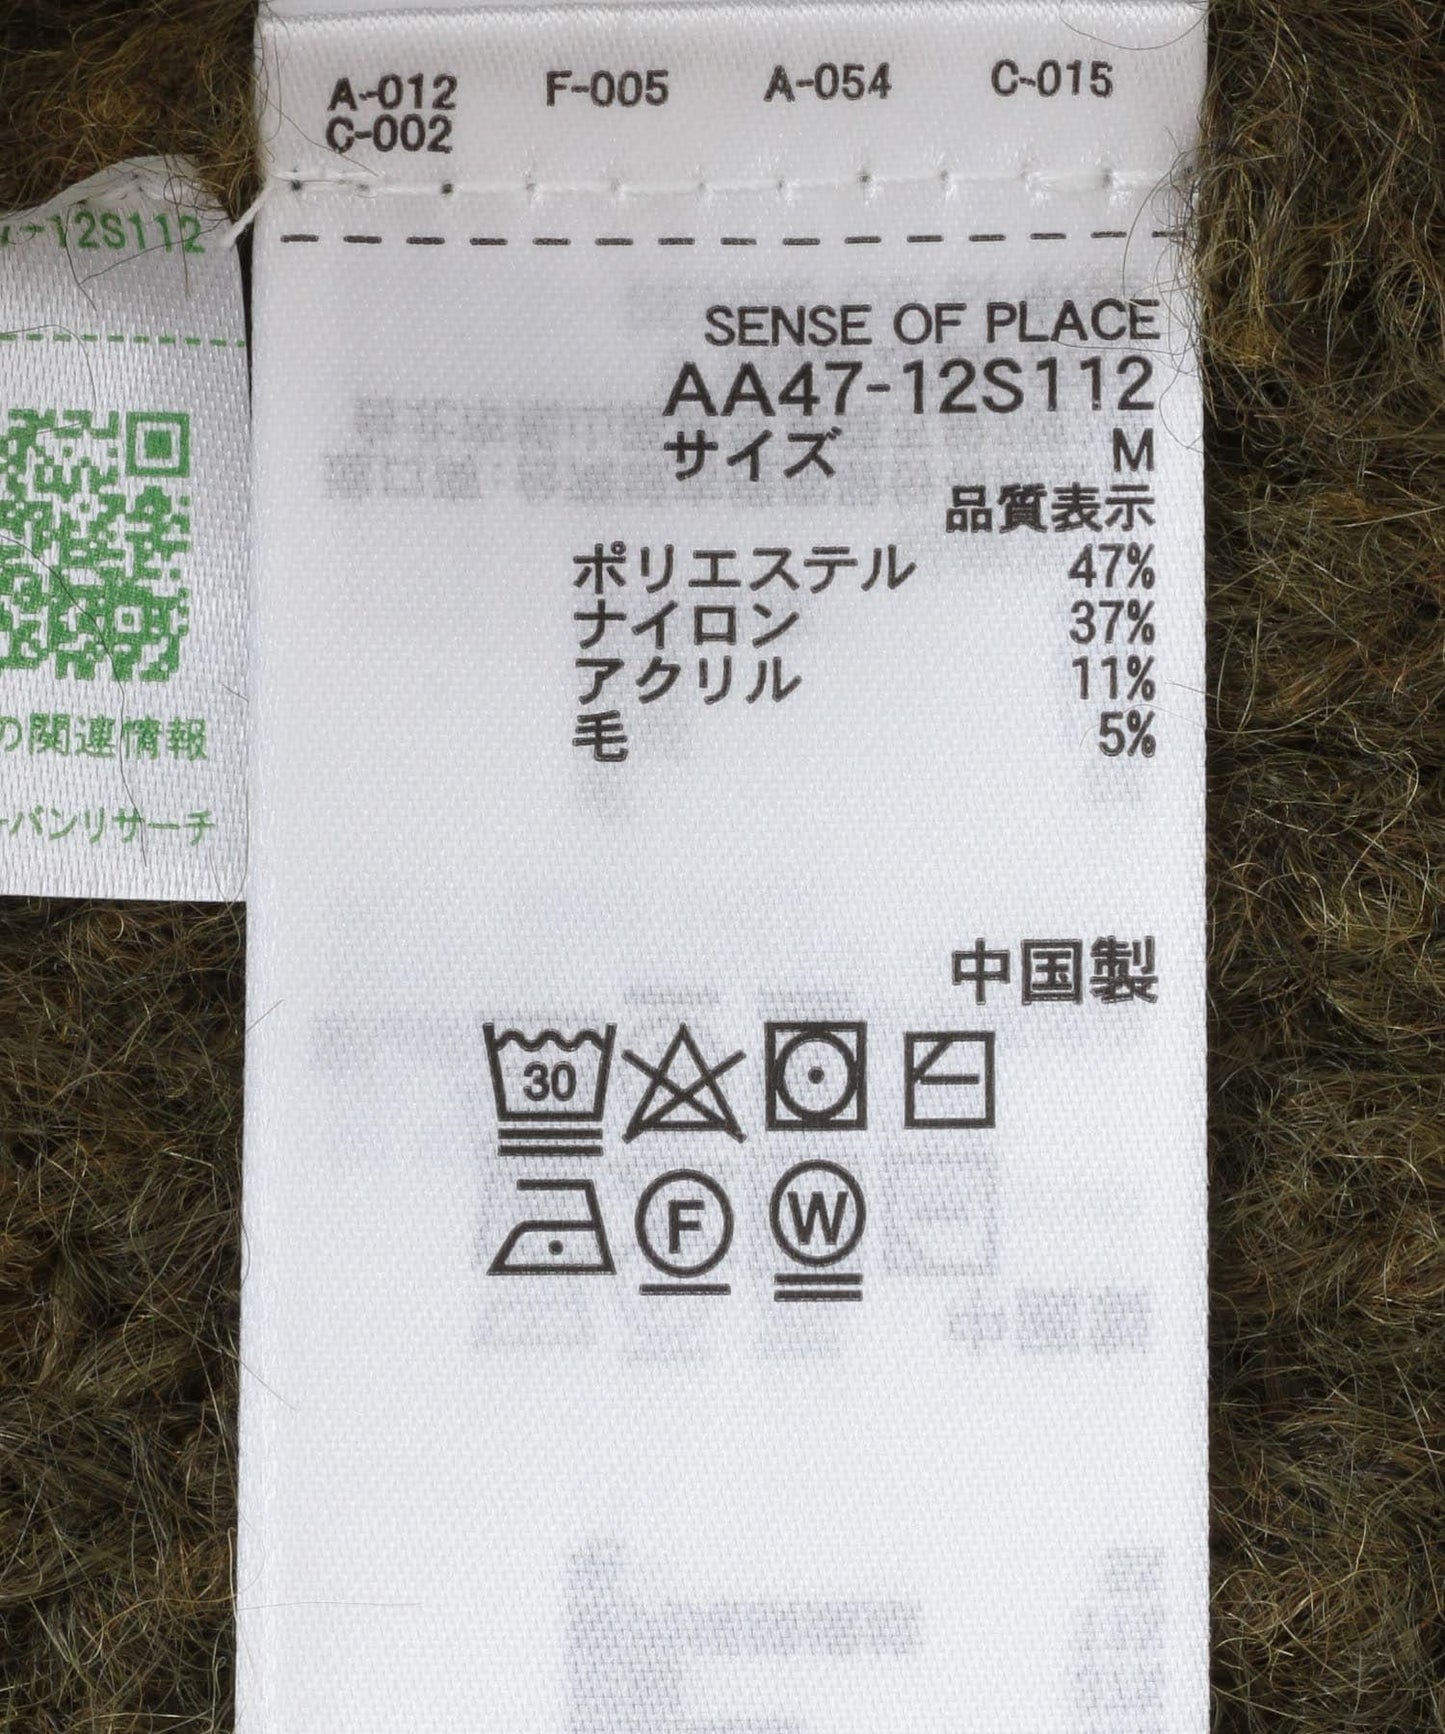 A-012 F-005 A-054 C-015
C-002
-12S112
の関連情報
ーバンリサーチ
SENSE OF PLACE
AA47-12S112
サイズ M
品質表示
ポリエステル 47%
ナイロン 37%
アクリル 11%
毛 5%
中国製
30
F W